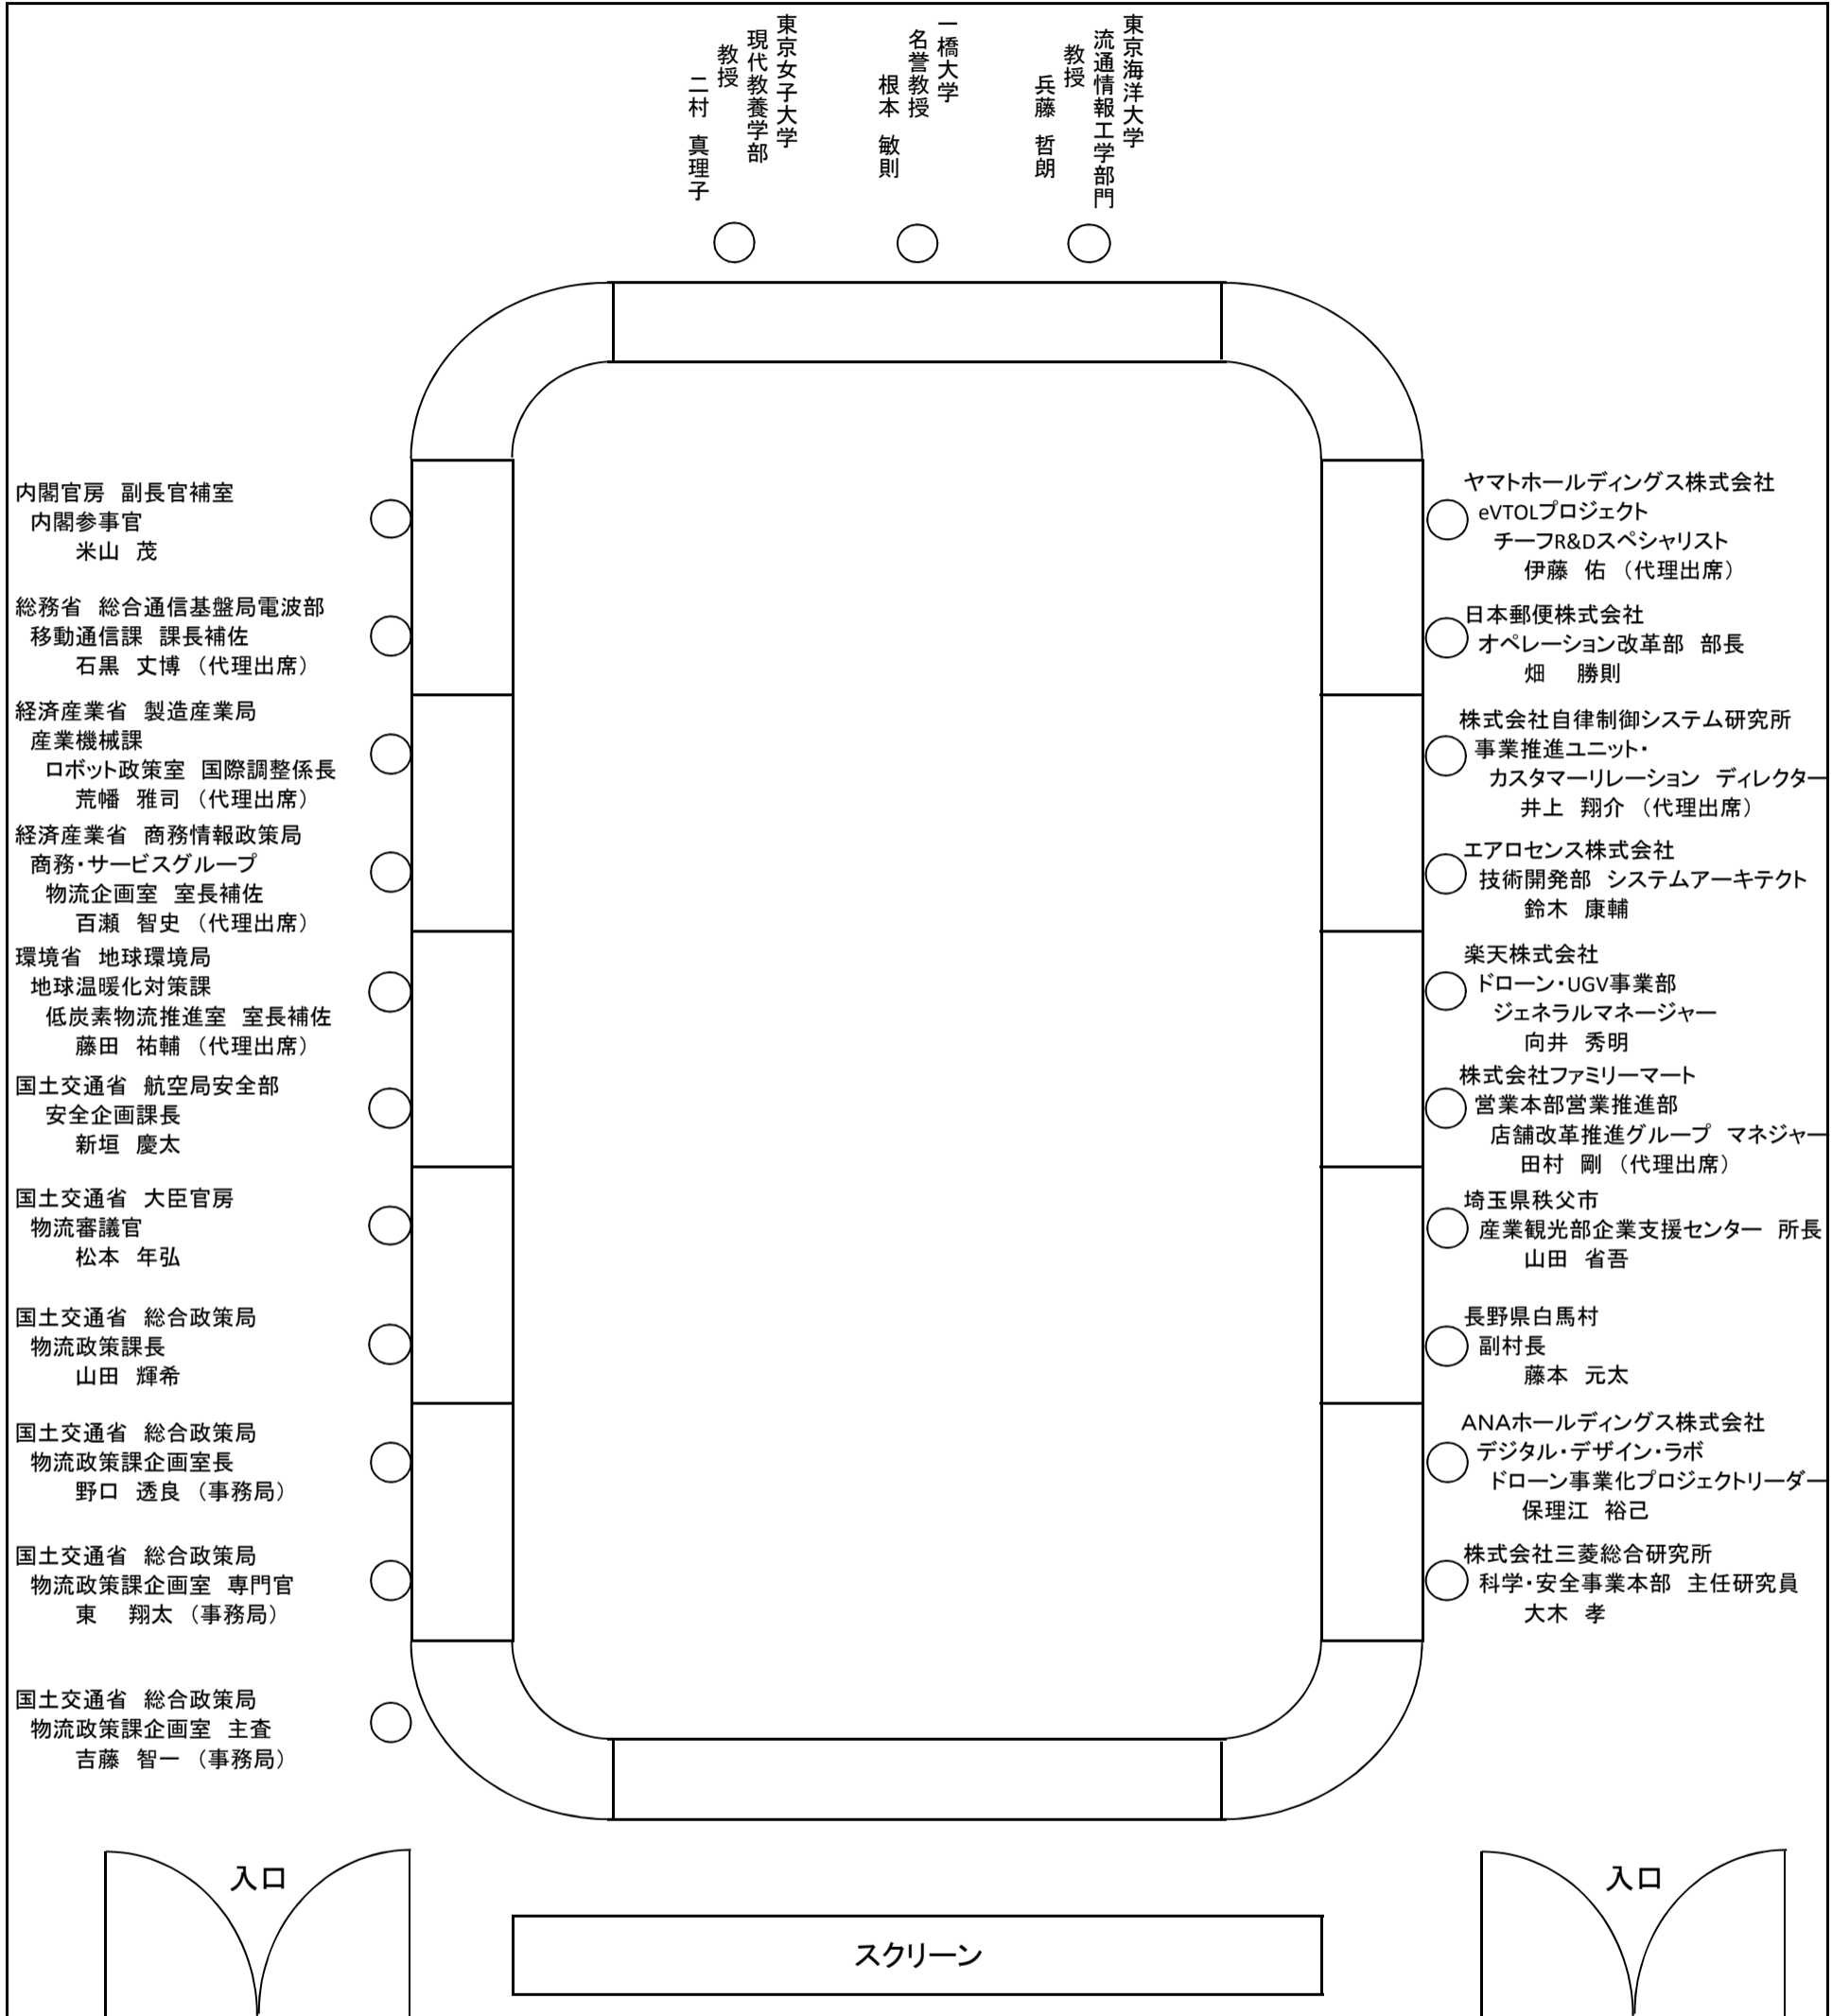 東京海洋大学
流通情報工学部門
教授
兵藤　哲朗
一橋大学
名誉教授
根本　敏則
東京女子大学
現代教養学部
教授
二村　真理子
内閣官房　副長官補室
内閣参事官
米山　茂
総務省　総合通信基盤局電波部
移動通信課　課長補佐
石黒　丈博（代理出席）
経済産業省　製造産業局
産業機械課
ロボット政策室　国際調整係長
荒幡　雅司（代理出席）
経済産業省　商務情報政策局
商務・サービスグループ
物流企画室　室長補佐
百瀬　智史（代理出席）
環境省　地球環境局
地球温暖化対策課
低炭素物流推進室　室長補佐
藤田　祐輔（代理出席）
国土交通省　航空局安全部
安全企画課長
新垣　慶太
国土交通省　大臣官房
物流審議官
松本　年弘
国土交通省　総合政策局
物流政策課長
山田　輝希
国土交通省　総合政策局
物流政策課企画室長
野口　透良（事務局）
国土交通省　総合政策局
物流政策課企画室　専門官
東　翔太（事務局）
国土交通省　総合政策局
物流政策課企画室　主査
吉藤　智一（事務局）
ヤマトホールディングス株式会社
eVTOLプロジェクト
チーフR&Dスペシャリスト
伊藤　佑（代理出席）
日本郵便株式会社
オペレーション改革部　部長
畑　勝則
株式会社自律制御システム研究所
事業推進ユニット・
カスタマーリレーション　ディレクター
井上　翔介（代理出席）
エアロセンス株式会社
技術開発部　システムアーキテクト
鈴木　康輔
楽天株式会社
ドローン・UGV事業部
ジェネラルマネージャー
向井　秀明
株式会社ファミリーマート
営業本部営業推進部
店舗改革推進グループ　マネジャー
田村　剛（代理出席）
埼玉県秩父市
産業観光部企業支援センター　所長
山田　省吾
長野県白馬村
副村長
藤本　元太
ANAホールディングス株式会社
デジタル・デザイン・ラボ
ドローン事業化プロジェクトリーダー
保理江　裕己
株式会社三菱総合研究所
科学・安全事業本部　主任研究員
大木　孝
入口
入口
スクリーン